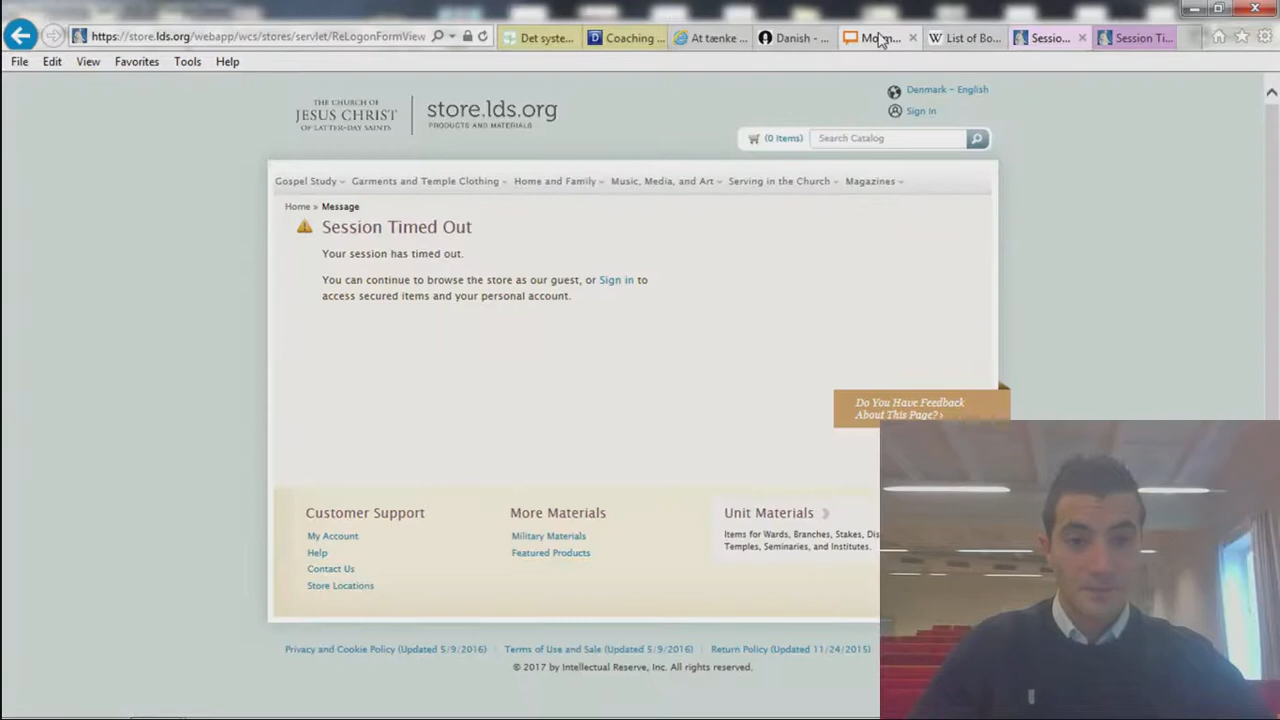 https://store.lds.org/webapp/wcs/stores/servlet/ReLogonFormView
Det syste...
Coaching ...
At tænke ...
Danish - ...
List of Bo...
Sessio...
Session Ti...
File Edit View Favorites Tools Help
THE CHURCH OF
JESUS CHRIST
OF LATTER-DAY SAINTS
store.lds.org
PRODUCTS AND MATERIALS
Denmark – English
Sign In
(0 Items)
Search Catalog
Gospel Study
Garments and Temple Clothing
Home and Family
Music, Media, and Art
Serving in the Church
Magazines
Home » Message
Session Timed Out
Your session has timed out.
You can continue to browse the store as our guest, or Sign in to
access secured items and your personal account.
Do You Have Feedback
About This Page? ›
Customer Support
My Account
Help
Contact Us
Store Locations
More Materials
Military Materials
Featured Products
Unit Materials
Items for Wards, Branches, Stakes,
Temples, Seminaries, and Institutes.
Privacy and Cookie Policy (Updated 5/9/2016)
Terms of Use and Sale (Updated 5/9/2016)
Return Policy (Updated 11/24/2015)
© 2017 by Intellectual Reserve, Inc. All rights reserved.